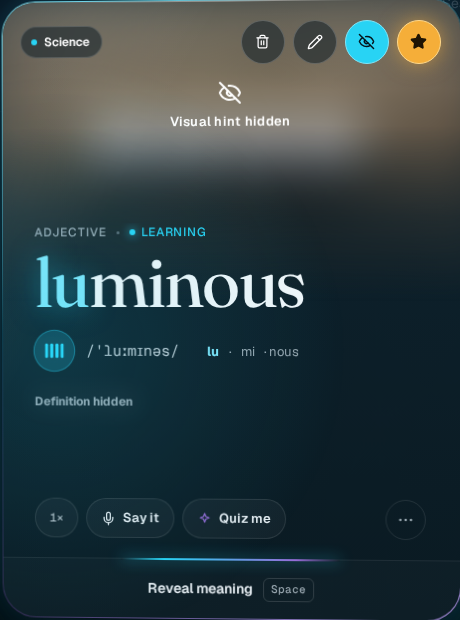 Science
Visual hint hidden
ADJECTIVE • LEARNING
luminous
/ˈluːmɪnəs/ lu · mi · nous
Definition hidden
1× Say it Quiz me ...
Reveal meaning Space